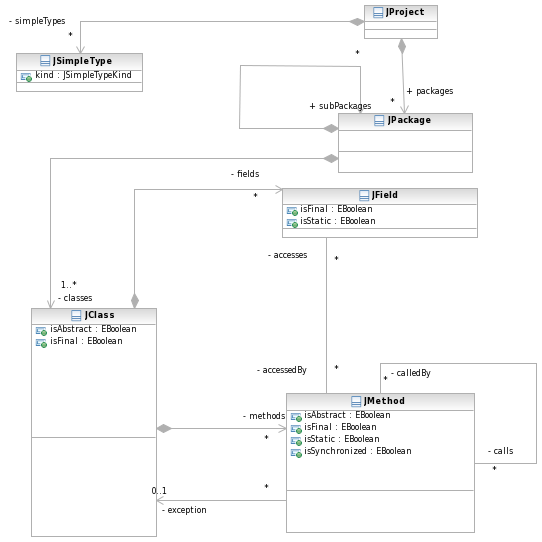 JProject
- simpleTypes
*
JSimpleType
kind : JSimpleTypeKind
*
+ packages
*
+ subPackages
JPackage
- fields
*
JField
isFinal : EBoolean
isStatic : EBoolean
- accesses
*
1..*
- classes
JClass
isAbstract : EBoolean
isFinal : EBoolean
- accessedBy
*
- calledBy
*
JMethod
isAbstract : EBoolean
isFinal : EBoolean
isStatic : EBoolean
isSynchronized : EBoolean
- methods
*
- calls
*
0..1
*
- exception